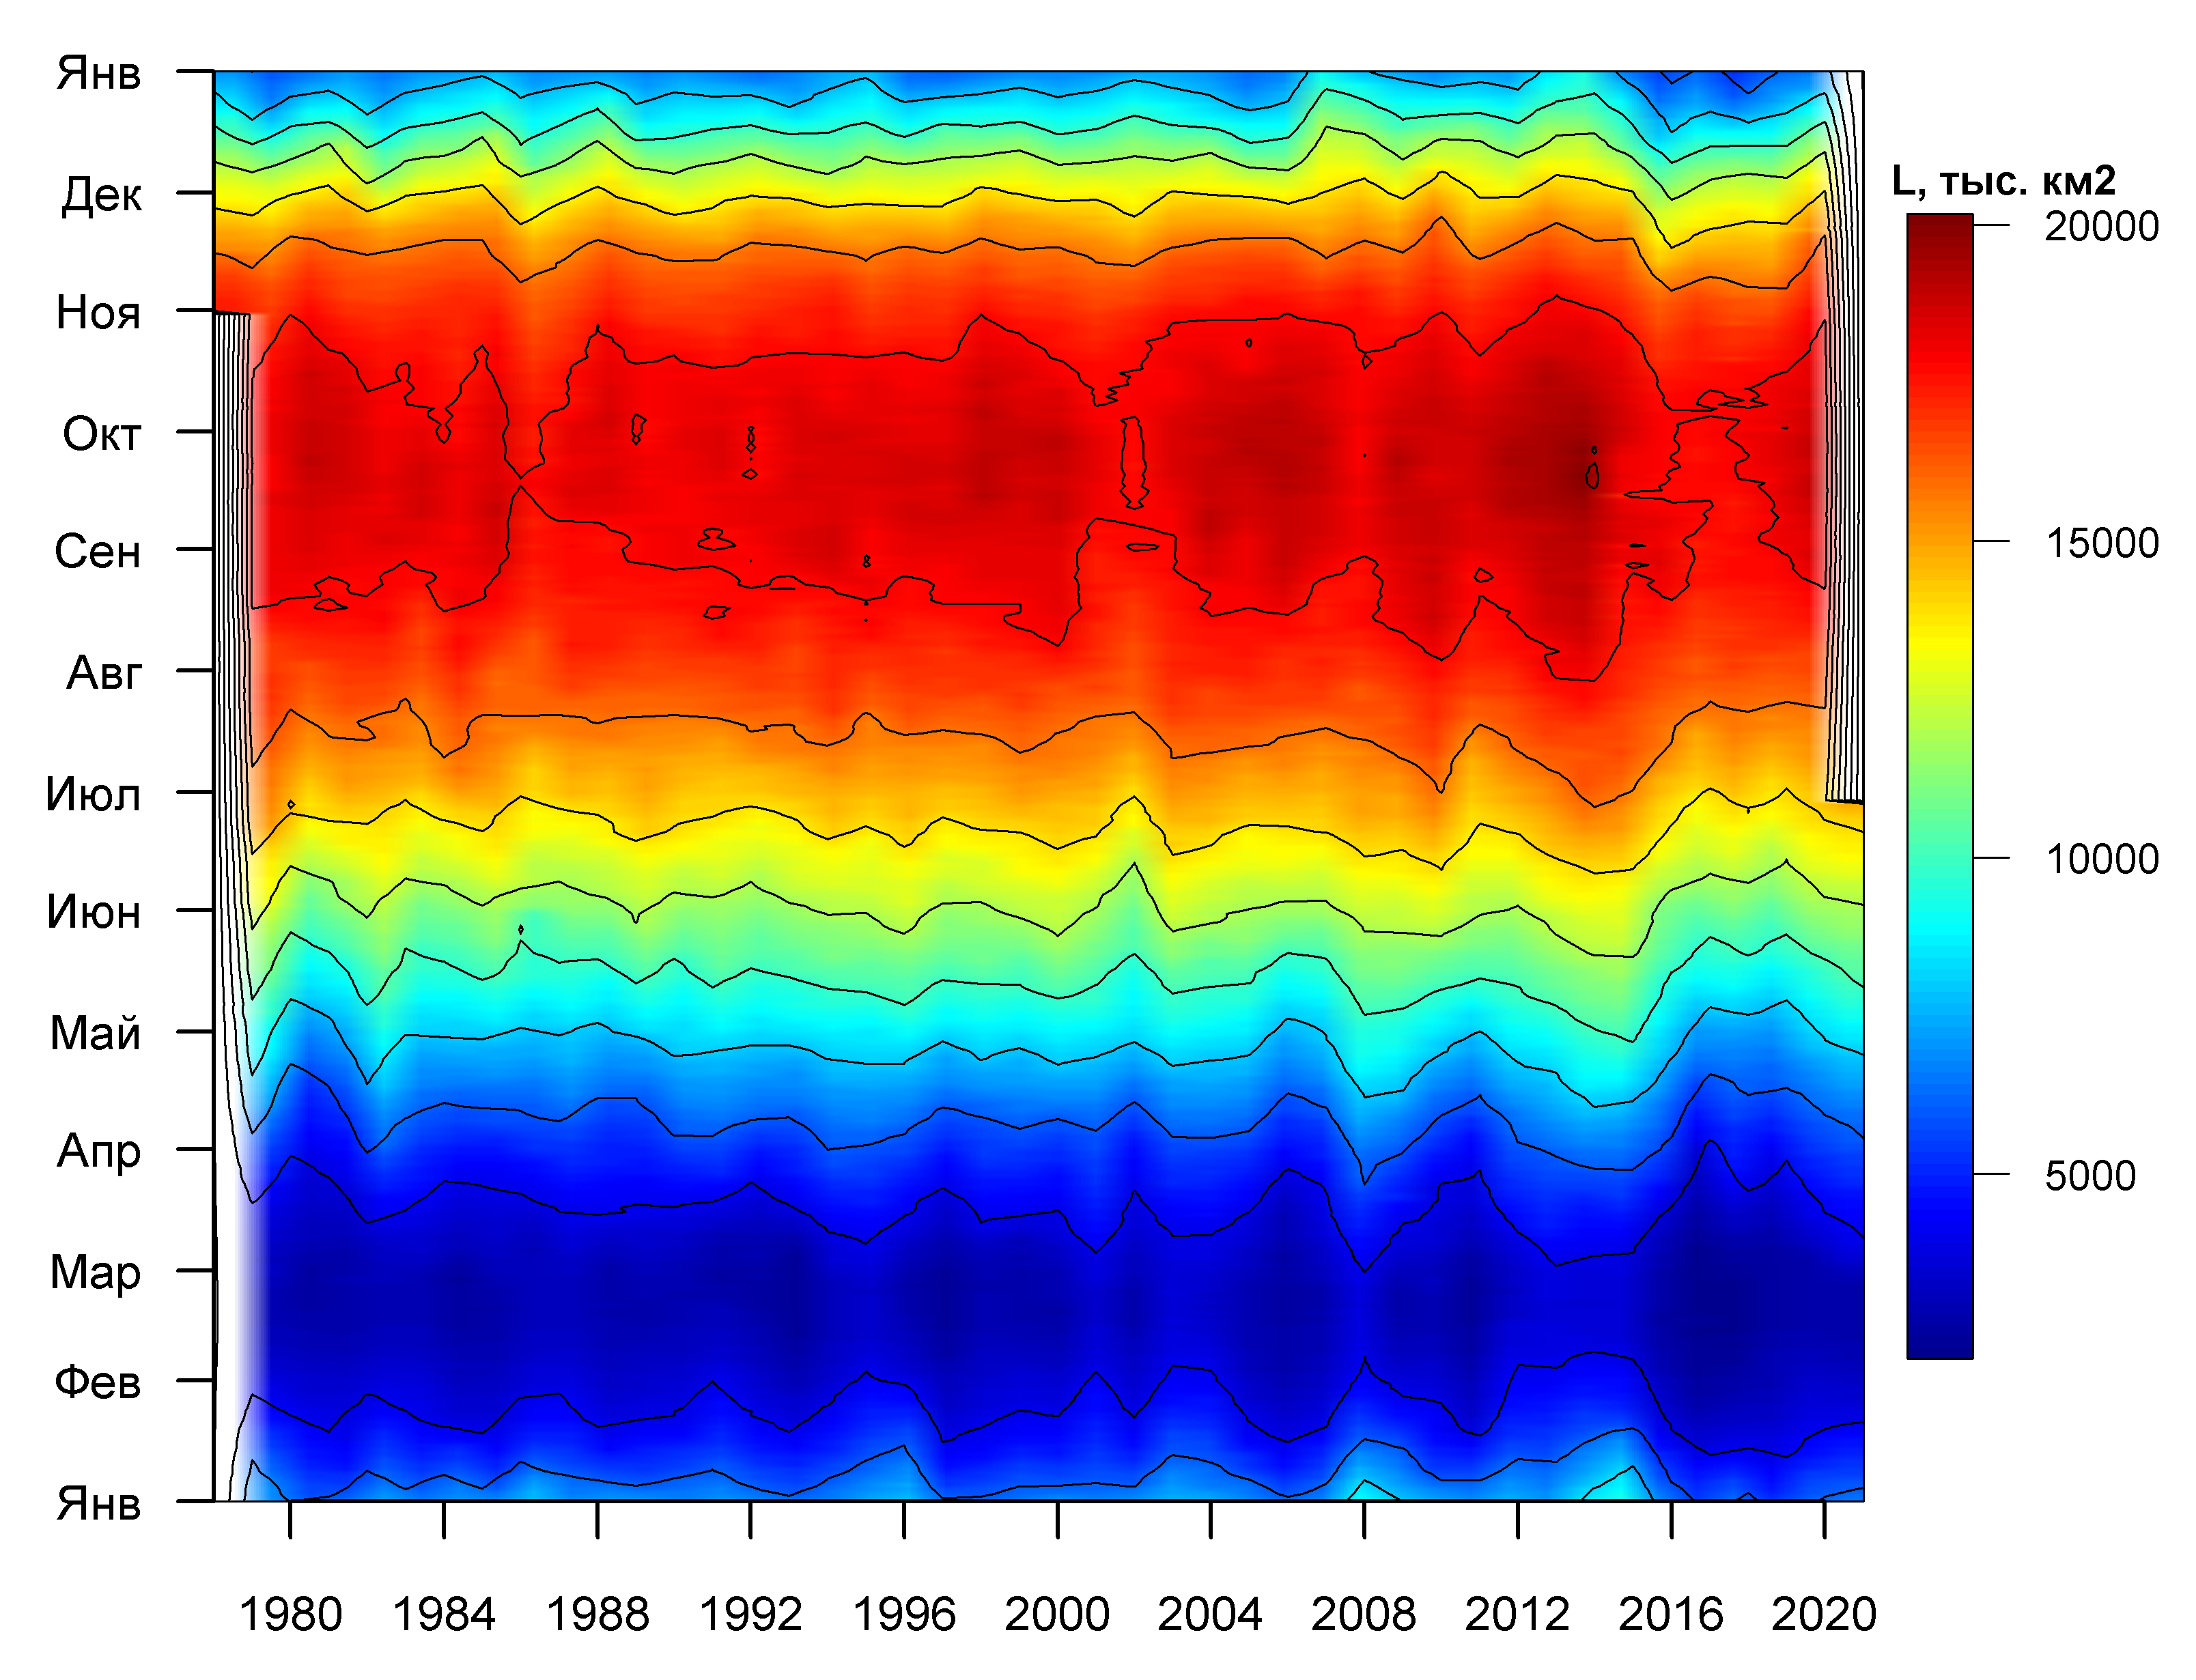 Янв
Дек
Ноя
Окт
Сен
Авг
Июл
Июн
Май
Апр
Мар
Фев
Янв
1980 1984 1988 1992 1996 2000 2004 2008 2012 2016 2020
L, тыс. км2
20000
15000
10000
5000